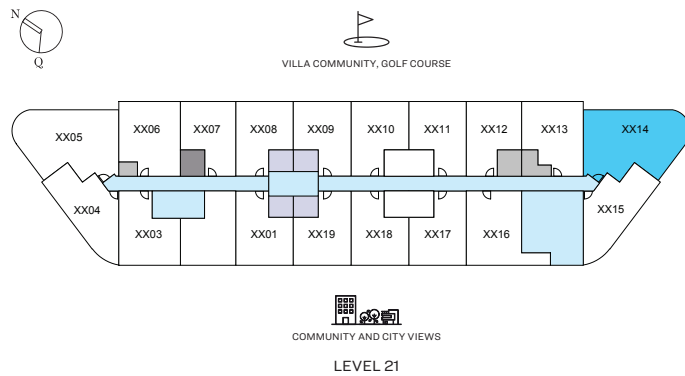 N
Q
VILLA COMMUNITY, GOLF COURSE
XX05 XX06 XX07 XX08 XX09 XX10 XX11 XX12 XX13 XX14
XX04 XX03 XX01 XX19 XX18 XX17 XX16 XX15
COMMUNITY AND CITY VIEWS
LEVEL 21